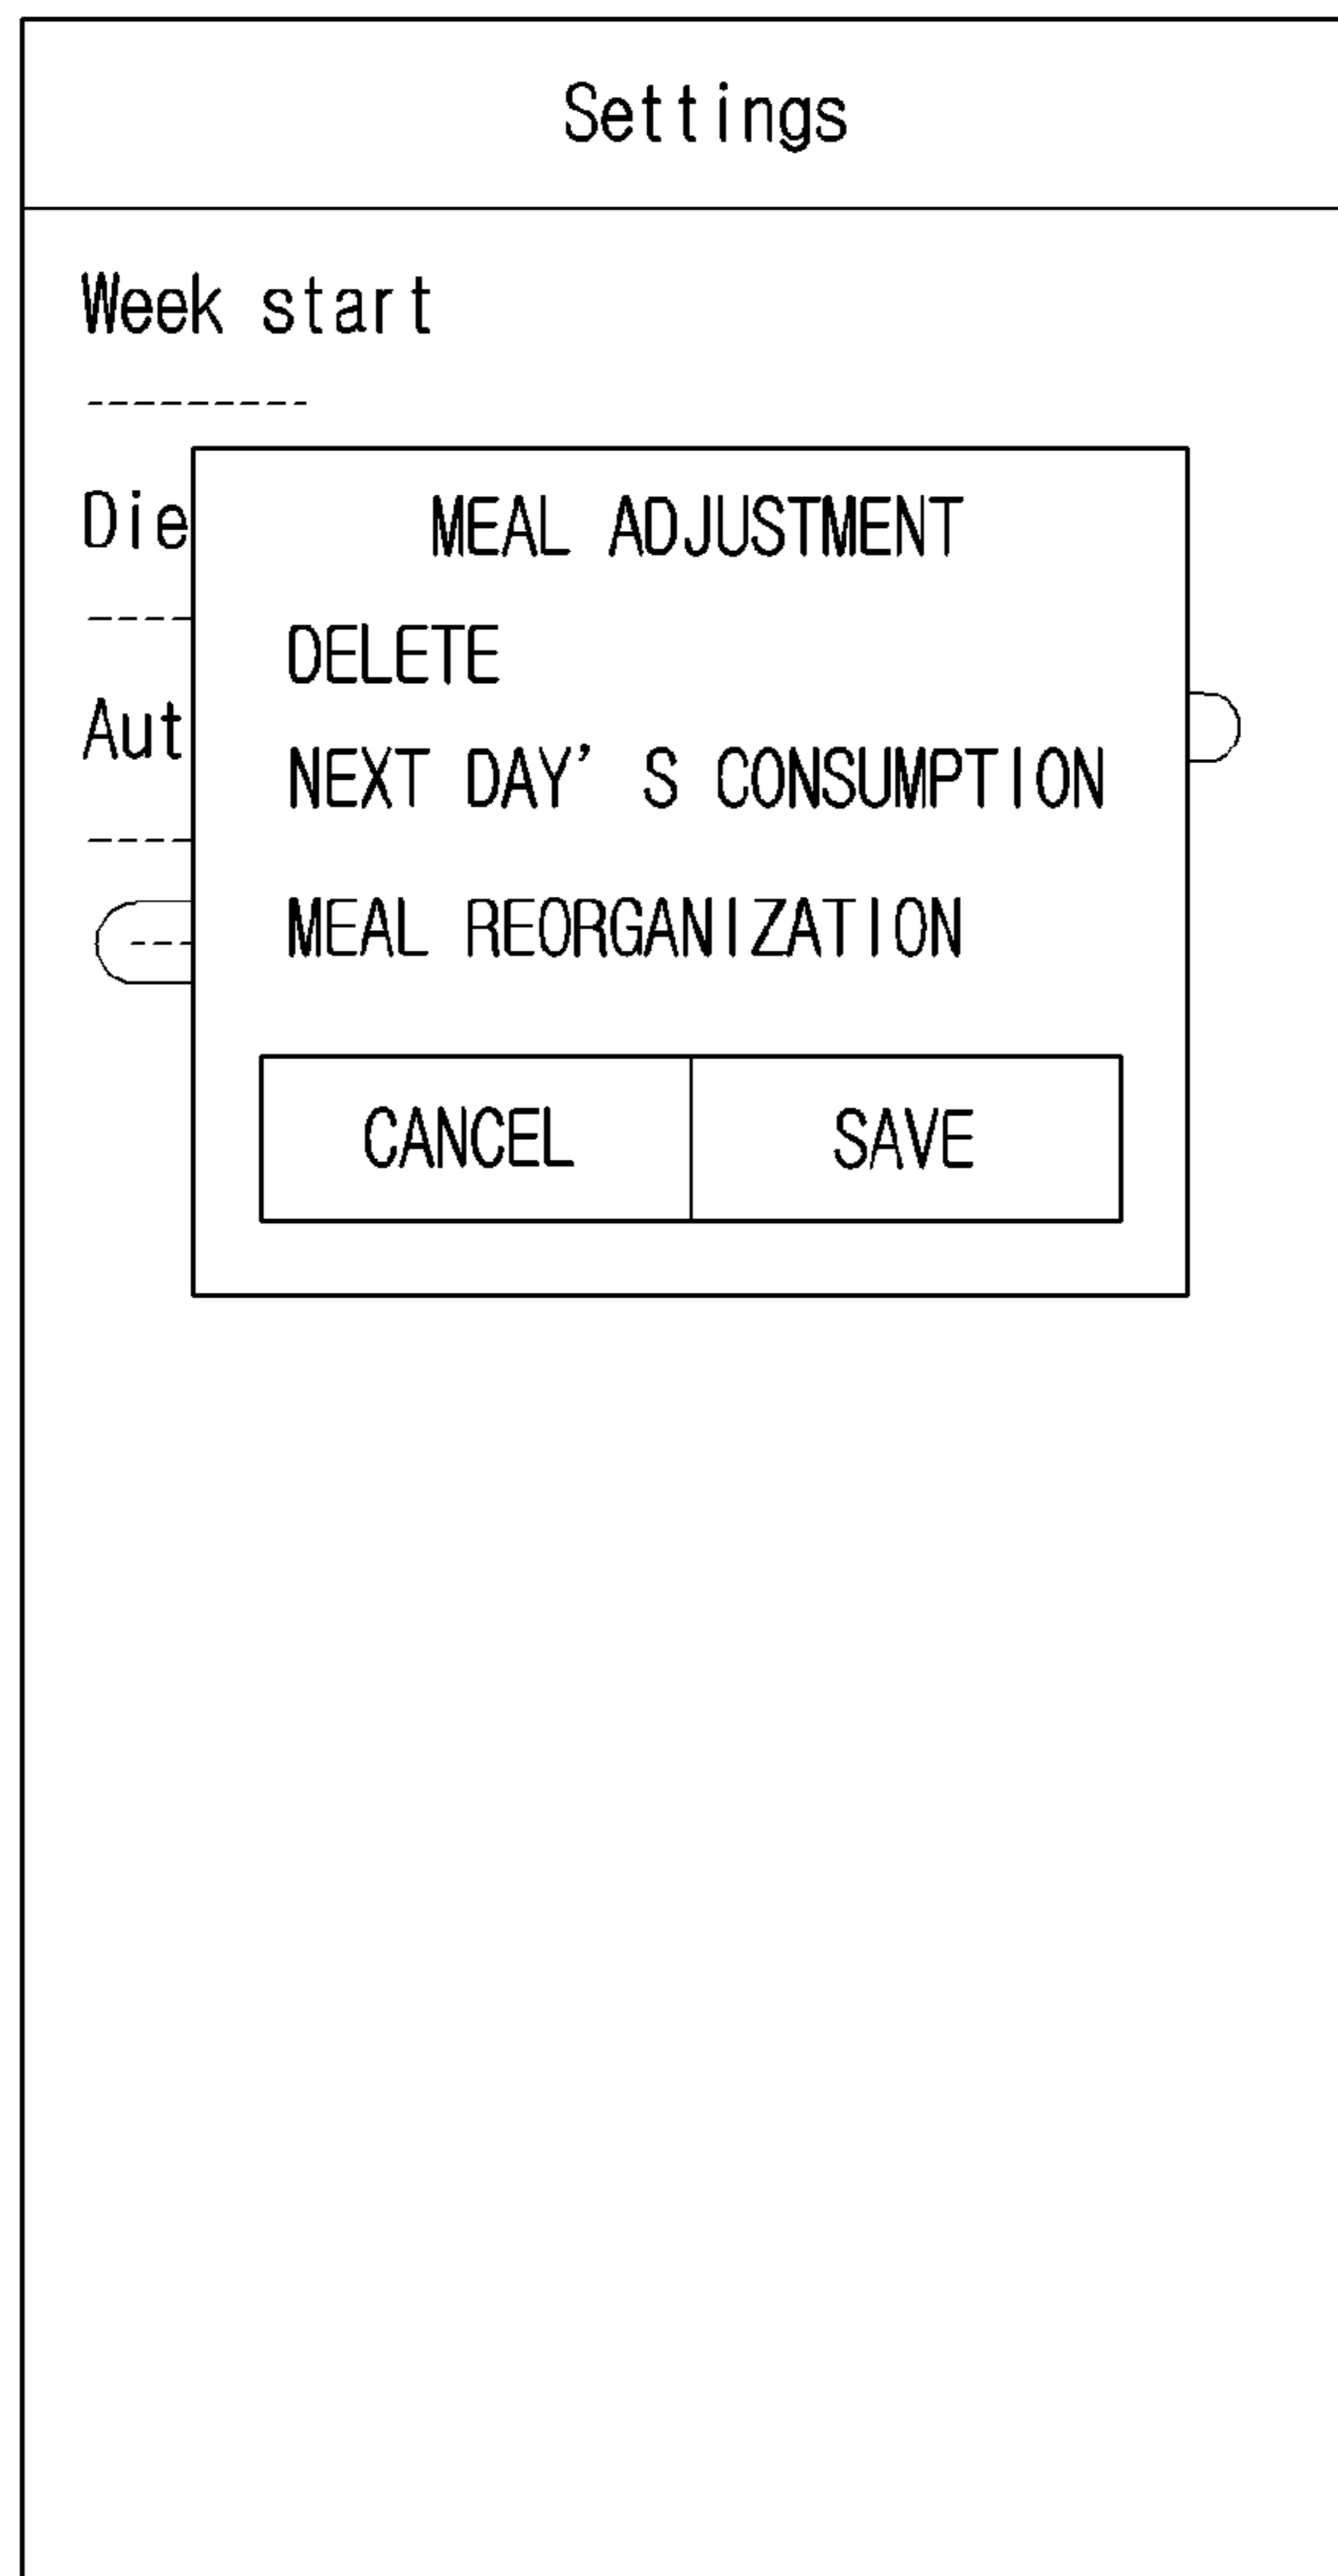 Settings
Week start
Die
MEAL ADJUSTMENT
DELETE
Aut
NEXT DAY' S CONSUMPTION
MEAL REORGANIZATION
CANCEL
SAVE